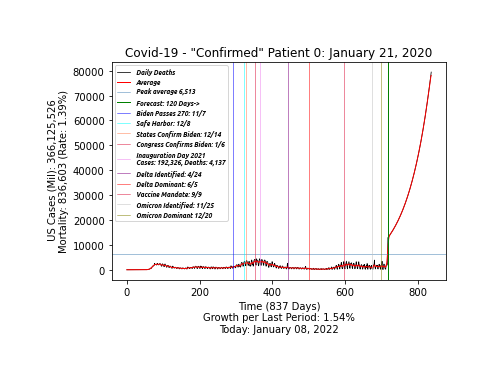 Covid-19 - "Confirmed" Patient 0: January 21, 2020
80000
70000
60000
50000
40000
30000
20000
10000
0
US Cases (Mil): 366,125,526
Mortality: 836,603 (Rate: 1.39%)
Daily Deaths
Average
Peak average 6,513
Forecast: 120 Days->
Biden Passes 270: 11/7
Safe Harbor: 12/8
States Confirm Biden: 12/14
Congress Confirms Biden: 1/6
Inauguration Day 2021
Cases: 192,326, Deaths: 4,137
Delta Identified: 4/24
Delta Dominant: 6/5
Vaccine Mandate: 9/9
Omicron Identified: 11/25
Omicron Dominant 12/20
0 200 400 600 800
Time (837 Days)
Growth per Last Period: 1.54%
Today: January 08, 2022